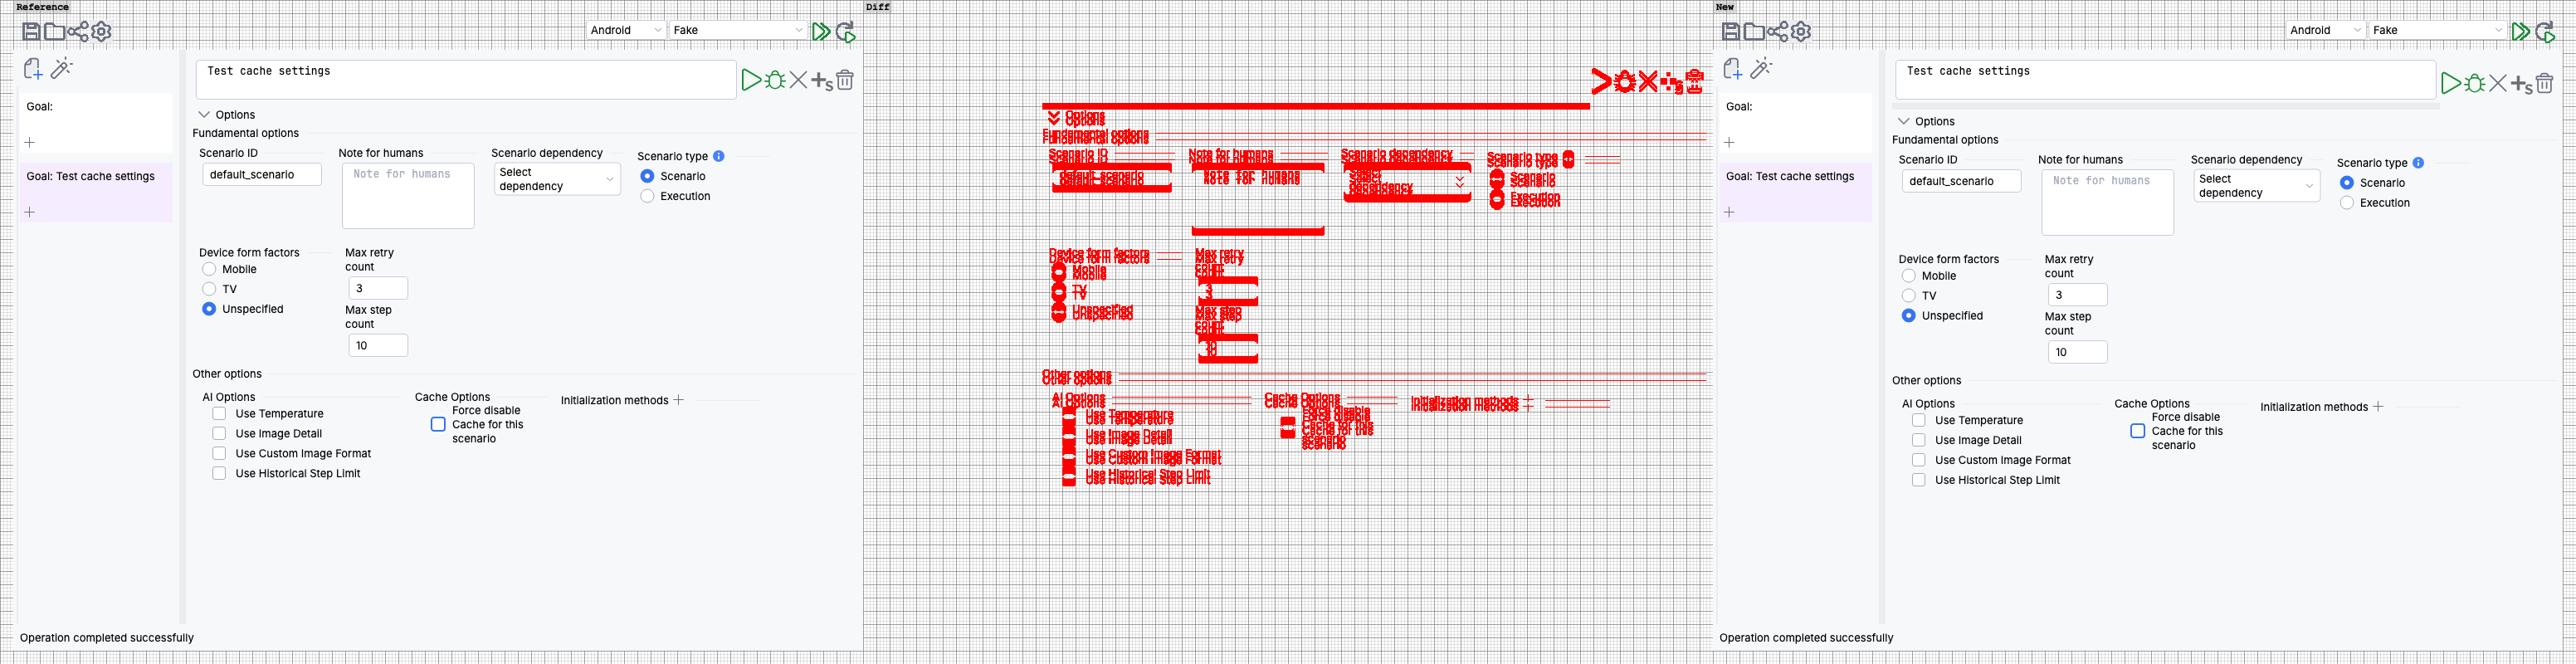 Reference
Android
Fake
Test cache settings
Goal:
Options
Fundamental options
Scenario ID
Note for humans
Scenario dependency
Scenario type
default_scenario
Note for humans
Select
dependency
Scenario
Execution
Goal: Test cache settings
Device form factors
Mobile
TV
Unspecified
Max retry
count
3
Max step
count
10
Other options
AI Options
Use Temperature
Use Image Detail
Use Custom Image Format
Use Historical Step Limit
Cache Options
Force disable
Cache for this
scenario
Initialization methods
Operation completed successfully
Diff
Options
Fundamental options
Scenario ID
Note for humans
Scenario dependency
Scenario type
default_scenario
Note for humans
Select
dependency
Scenario
Execution
Device form factors
Mobile
TV
Unspecified
Max retry
count
3
Max step
count
10
Other options
AI Options
Use Temperature
Use Image Detail
Use Custom Image Format
Use Historical Step Limit
Cache Options
Force disable
Cache for this
scenario
Initialization methods
New
Android
Fake
Test cache settings
Goal:
Options
Fundamental options
Scenario ID
Note for humans
Scenario dependency
Scenario type
default_scenario
Note for humans
Select
dependency
Scenario
Execution
Goal: Test cache settings
Device form factors
Mobile
TV
Unspecified
Max retry
count
3
Max step
count
10
Other options
AI Options
Use Temperature
Use Image Detail
Use Custom Image Format
Use Historical Step Limit
Cache Options
Force disable
Cache for this
scenario
Initialization methods
Operation completed successfully